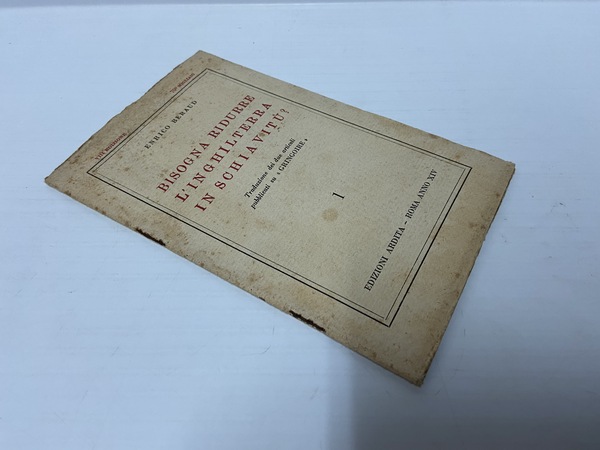 ENRICO BERAUD
BISOGNA RIDURRE
L'INGHILTERRA
IN SCHIAVITÙ?
Traduzione dei due articoli
pubblicati su « GRINGOIRE »
1
EDIZIONI ARDITA - ROMA ANNO XIV